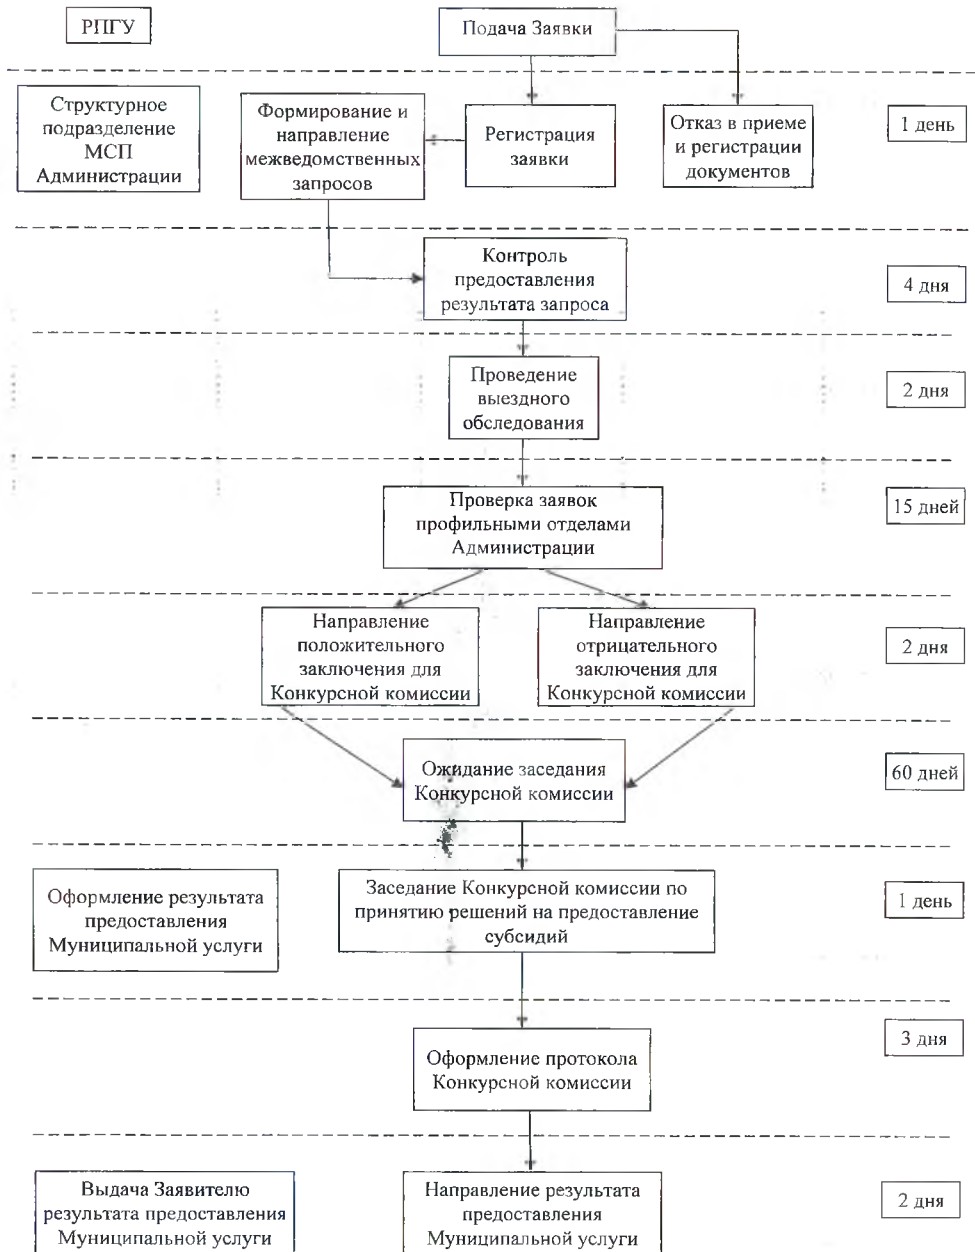 РПГУ
Подача Заявки
Структурное
подразделение
МСП
Администрации
Формирование и
направление
межведомственных
запросов
Регистрация
заявки
Отказ в приеме
и регистрации
документов
1 день
Контроль
предоставления
результата запроса
4 дня
Проведение
выездного
обследования
2 дня
Проверка заявок
профильными отделами
Администрации
15 дней
Направление
положительного
заключения для
Конкурсной комиссии
Направление
отрицательного
заключения для
Конкурсной комиссии
2 дня
Ожидание заседания
Конкурсной комиссии
60 дней
Оформление результата
предоставления
Муниципальной услуги
Заседание Конкурсной комиссии по
принятию решений на предоставление
субсидий
1 день
Оформление протокола
Конкурсной комиссии
3 дня
Выдача Заявителю
результата предоставления
Муниципальной услуги
Направление результата
предоставления
Муниципальной услуги
2 дня